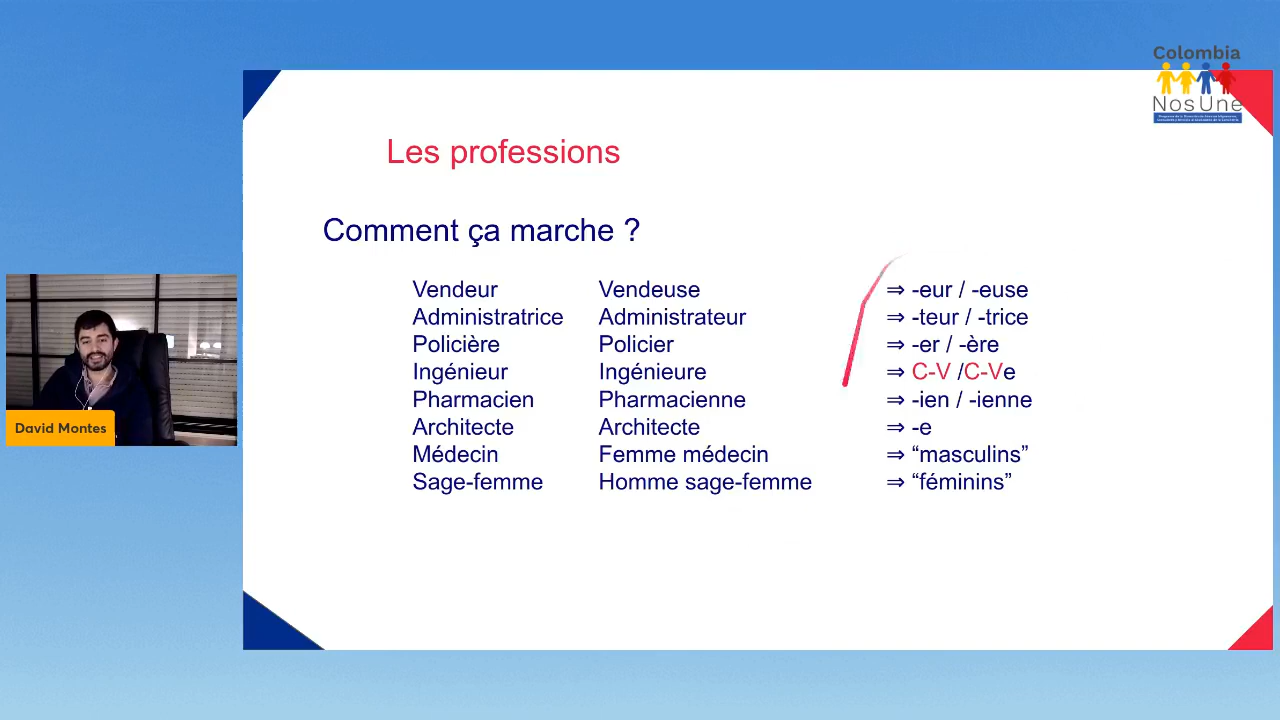 Colombia
NosUne
Les professions
Comment ça marche ?
Vendeur Vendeuse ⇒ -eur / -euse
Administratrice Administrateur ⇒ -teur / -trice
Policière Policier ⇒ -er / -ère
Ingénieur Ingénieure ⇒ C-V /C-Ve
Pharmacien Pharmacienne ⇒ -ien / -ienne
Architecte Architecte ⇒ -e
Médecin Femme médecin ⇒ “masculins”
Sage-femme Homme sage-femme ⇒ “féminins”
David Montes